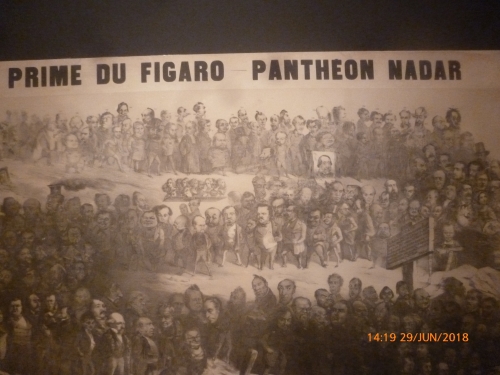 PRIME DU FIGARO — PANTHEON NADAR
14:19 29/JUN/2018